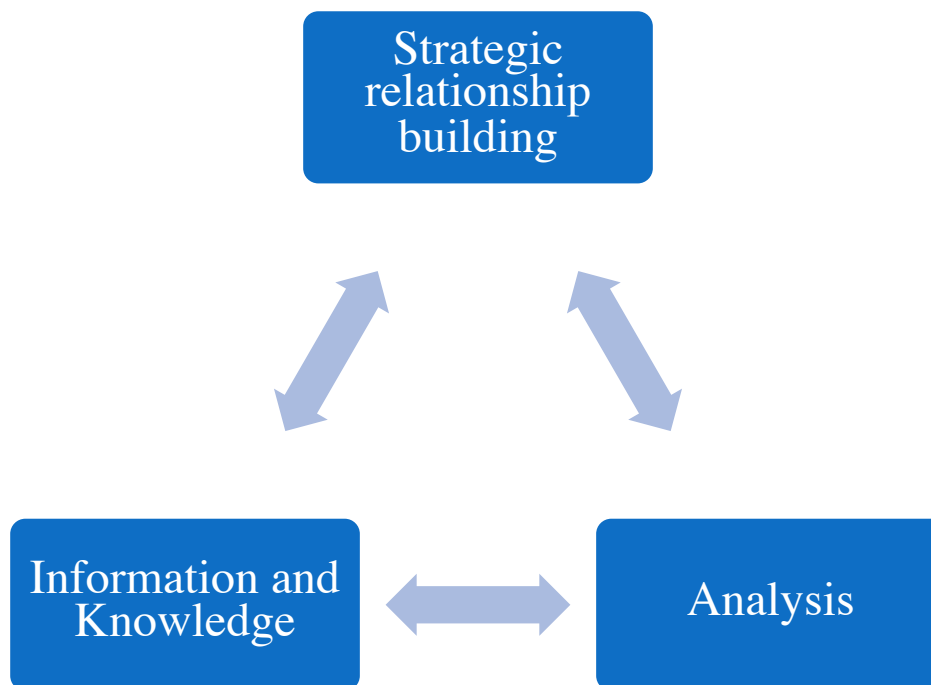 Strategic
relationship
building
Information and
Knowledge
Analysis